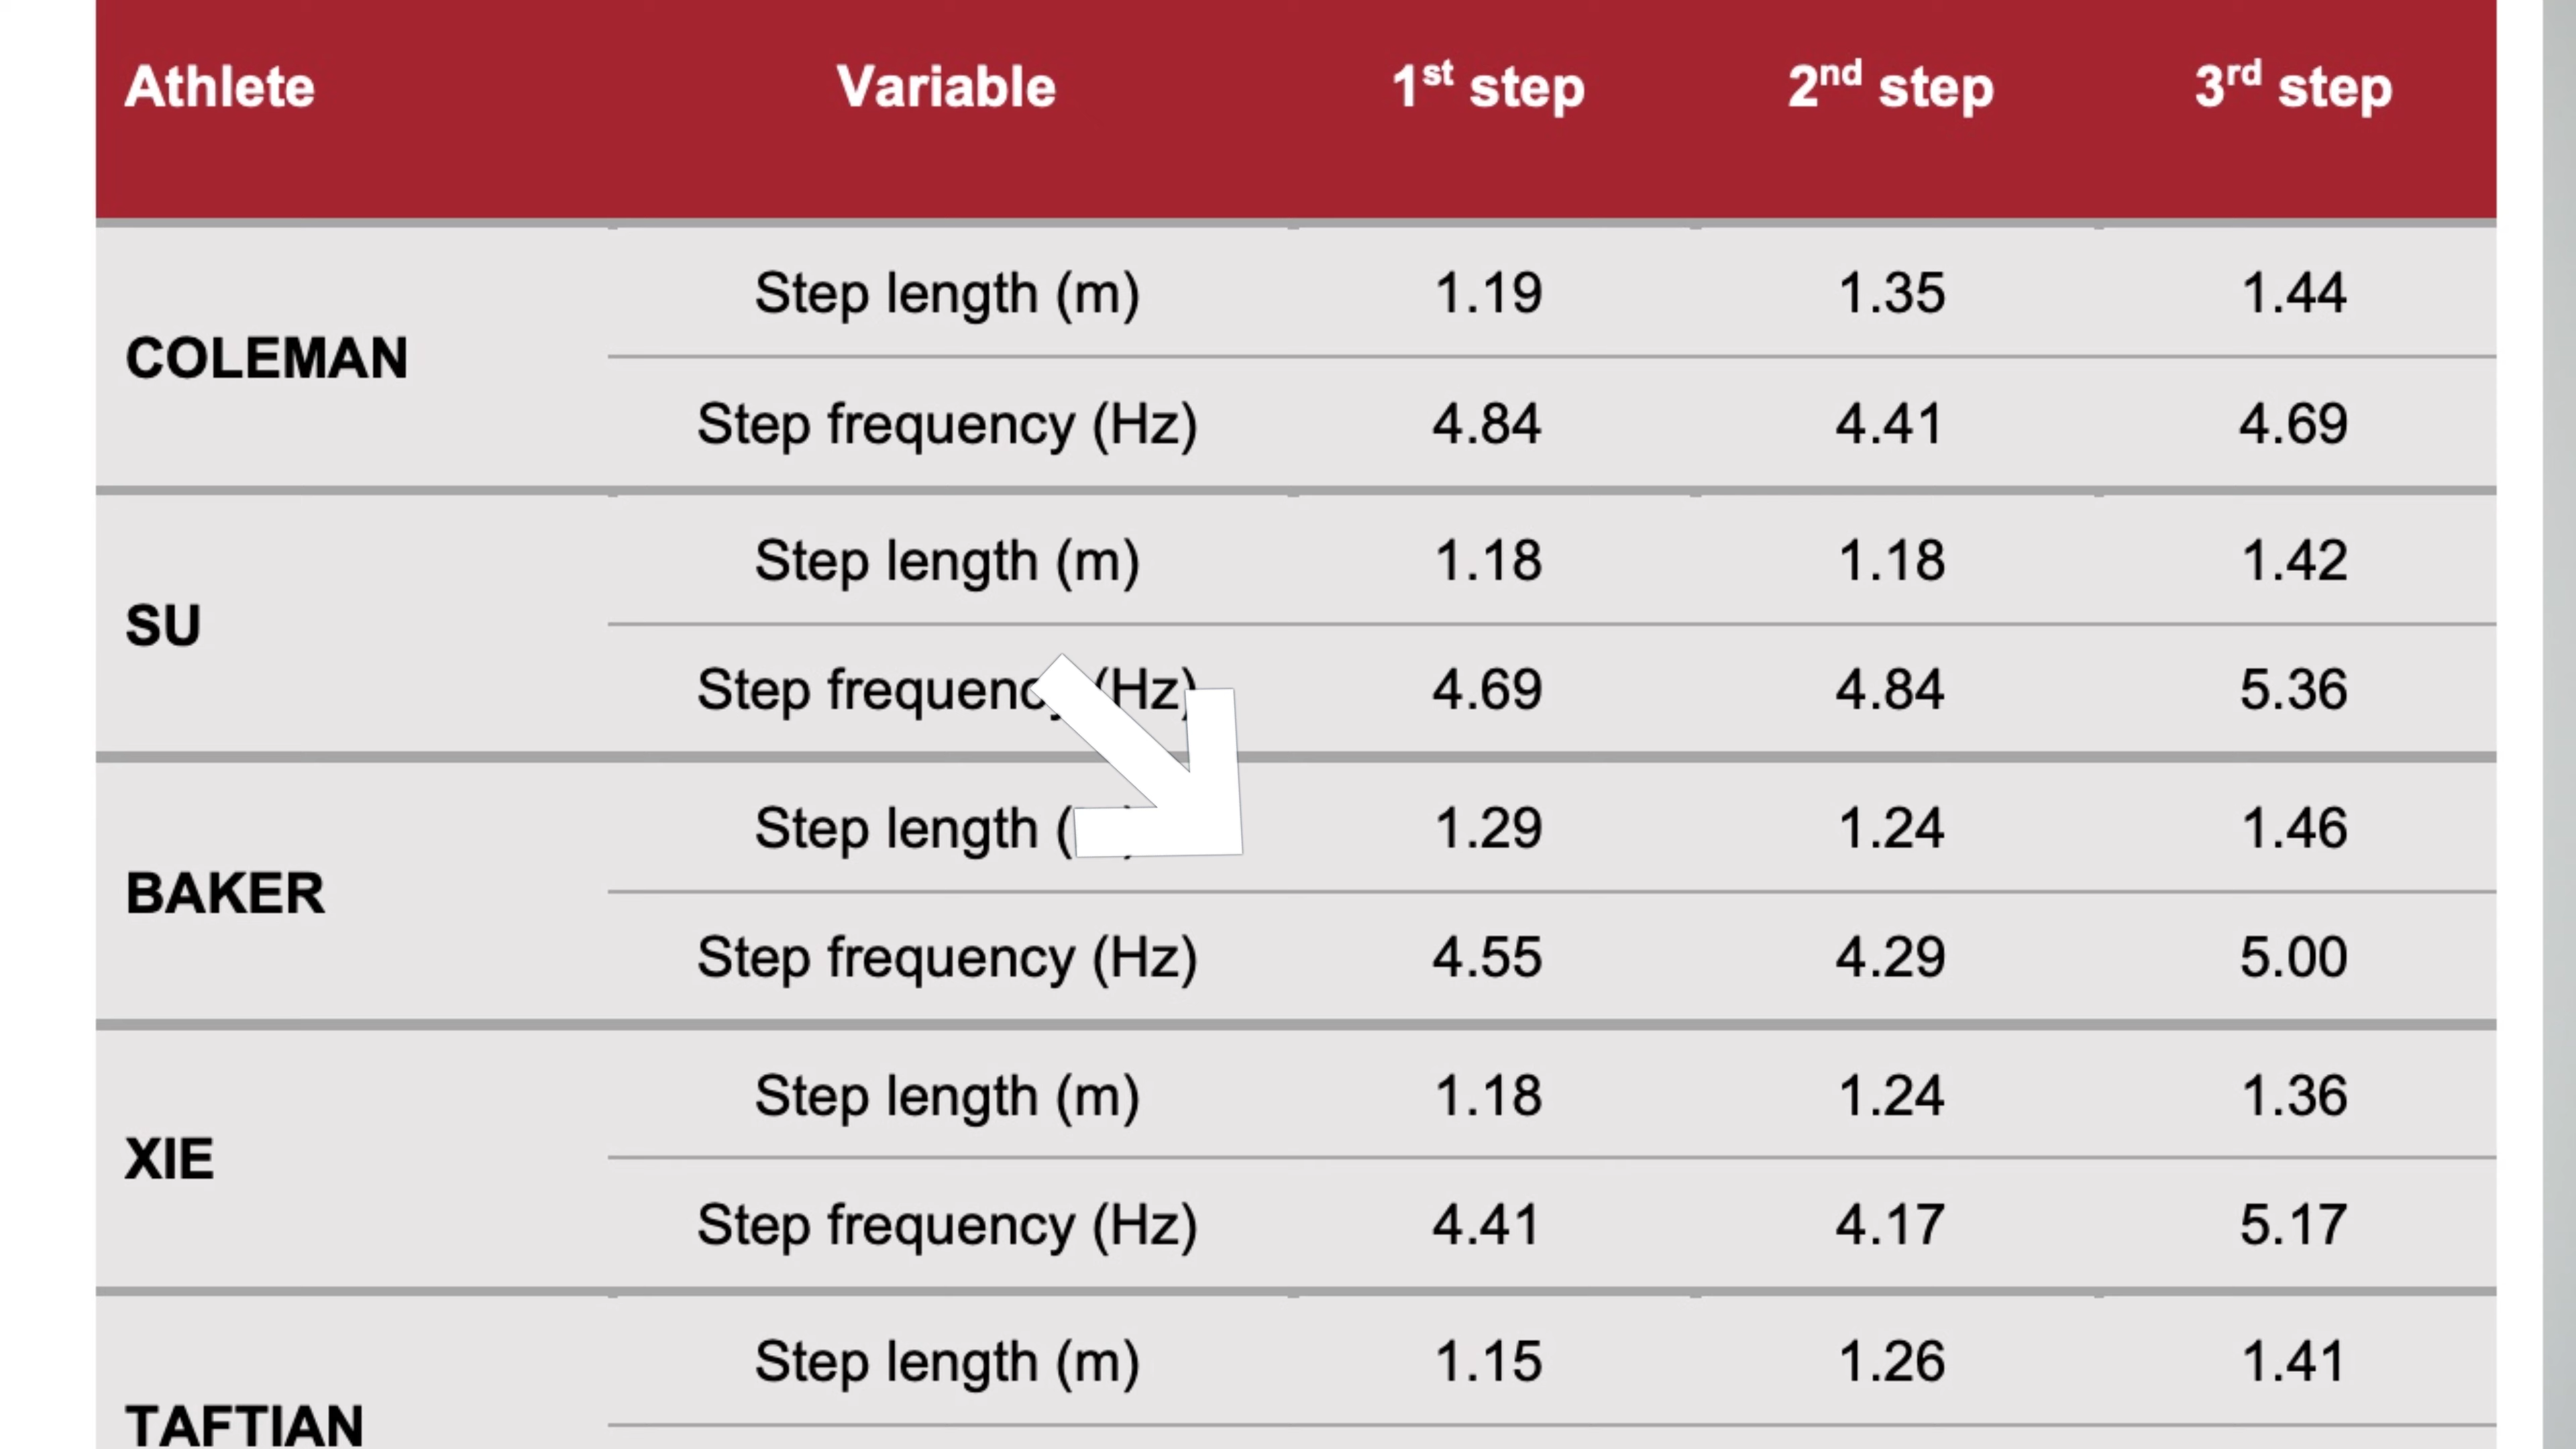 Athlete Variable 1st step 2nd step 3rd step
COLEMAN
Step length (m) 1.19 1.35 1.44
Step frequency (Hz) 4.84 4.41 4.69
SU
Step length (m) 1.18 1.18 1.42
Step frequency (Hz) 4.69 4.84 5.36
BAKER
Step length ( 1.29 1.24 1.46
Step frequency (Hz) 4.55 4.29 5.00
XIE
Step length (m) 1.18 1.24 1.36
Step frequency (Hz) 4.41 4.17 5.17
TAFTIAN
Step length (m) 1.15 1.26 1.41